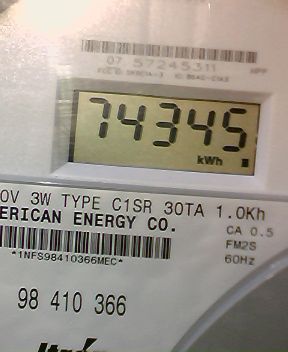 07 57245311
74345
kWh
0V 3W TYPE C1SR 30TA 1.0Kh
ERICAN ENERGY CO.
CA 0.5
FM2S
*1NFS98410366MEC*
60Hz
98 410 366
Itron